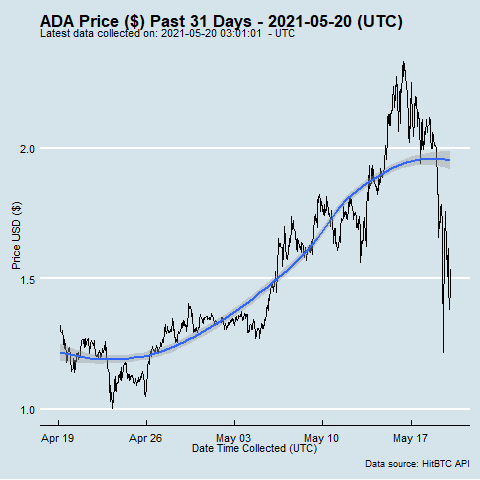 ADA Price ($) Past 31 Days - 2021-05-20 (UTC)
Latest data collected on: 2021-05-20 03:01:01 - UTC
Price USD ($)
2.0
1.5
1.0
Apr 19 Apr 26 May 03 May 10 May 17
Date Time Collected (UTC)
Data source: HitBTC API